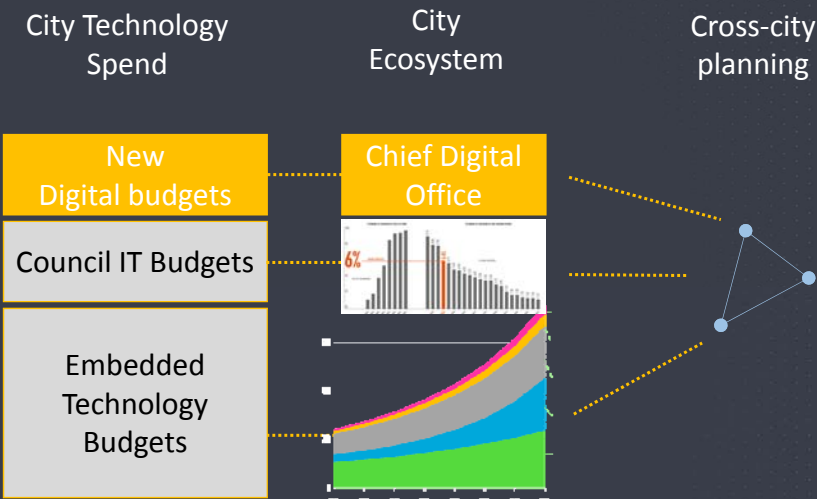 City Technology
Spend
City
Ecosystem
Cross-city
planning
New
Digital budgets
Chief Digital
Office
Council IT Budgets
6%
Embedded
Technology
Budgets